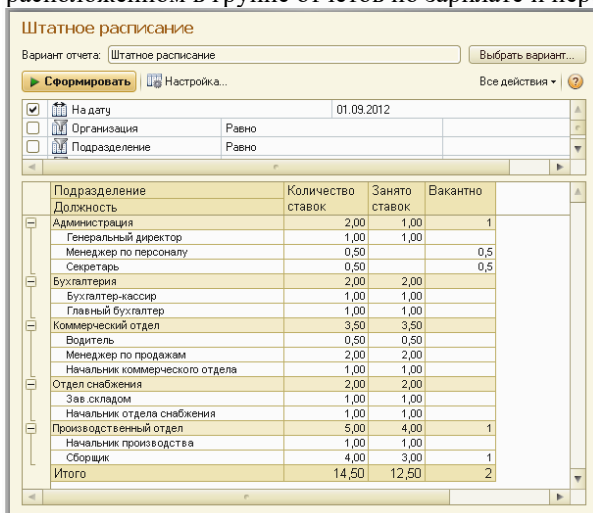 расположенном в группе отчетов по зарплате и пер
Штатное расписание
Вариант отчета: Штатное расписание Выбрать вариант...
Сформировать Настройка... Все действия ?
На дату 01.09.2012
Организация Равно
Подразделение Равно
Подразделение Количество ставок Занято ставок Вакантно
Должность
Администрация 2,00 1,00 1
Генеральный директор 1,00 1,00
Менеджер по персоналу 0,50 0,5
Секретарь 0,50 0,5
Бухгалтерия 2,00 2,00
Бухгалтер-кассир 1,00 1,00
Главный бухгалтер 1,00 1,00
Коммерческий отдел 3,50 3,50
Водитель 0,50 0,50
Менеджер по продажам 2,00 2,00
Начальник коммерческого отдела 1,00 1,00
Отдел снабжения 2,00 2,00
Зав.складом 1,00 1,00
Начальник отдела снабжения 1,00 1,00
Производственный отдел 5,00 4,00 1
Начальник производства 1,00 1,00
Сборщик 4,00 3,00 1
Итого 14,50 12,50 2